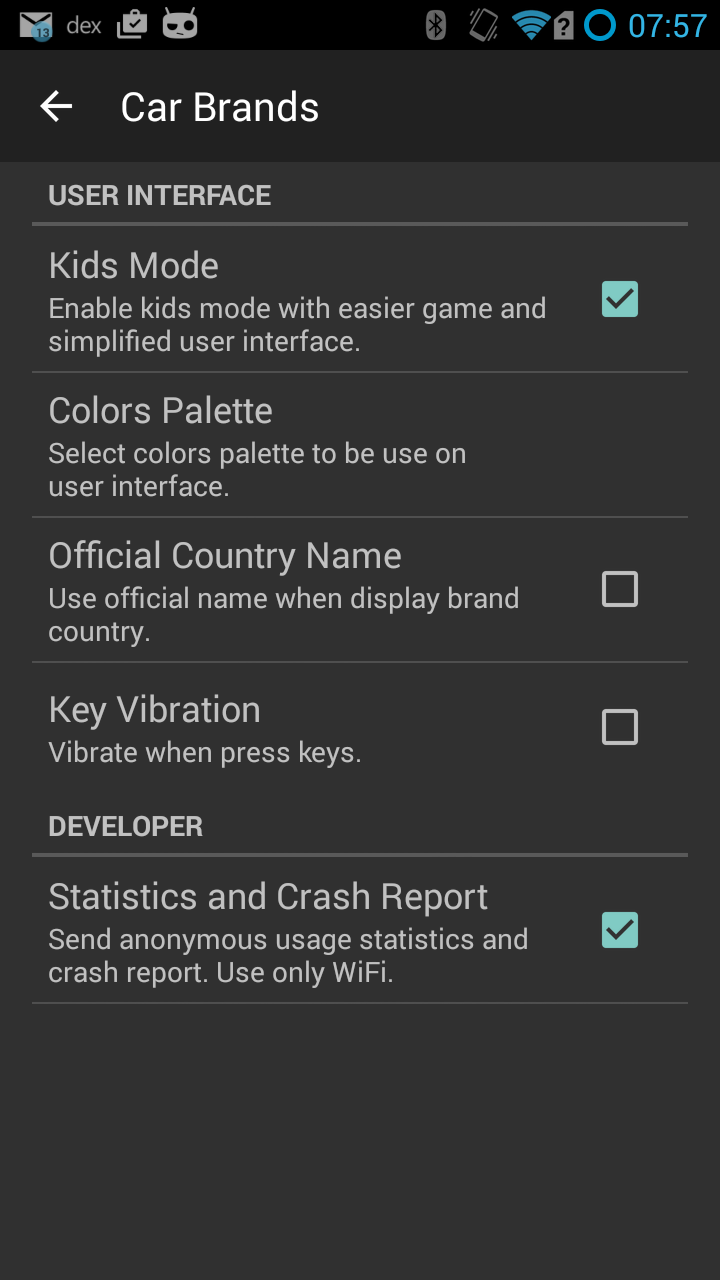 13 dex 07:57
Car Brands
USER INTERFACE
Kids Mode
Enable kids mode with easier game and
simplified user interface.
Colors Palette
Select colors palette to be use on
user interface.
Official Country Name
Use official name when display brand
country.
Key Vibration
Vibrate when press keys.
DEVELOPER
Statistics and Crash Report
Send anonymous usage statistics and
crash report. Use only WiFi.